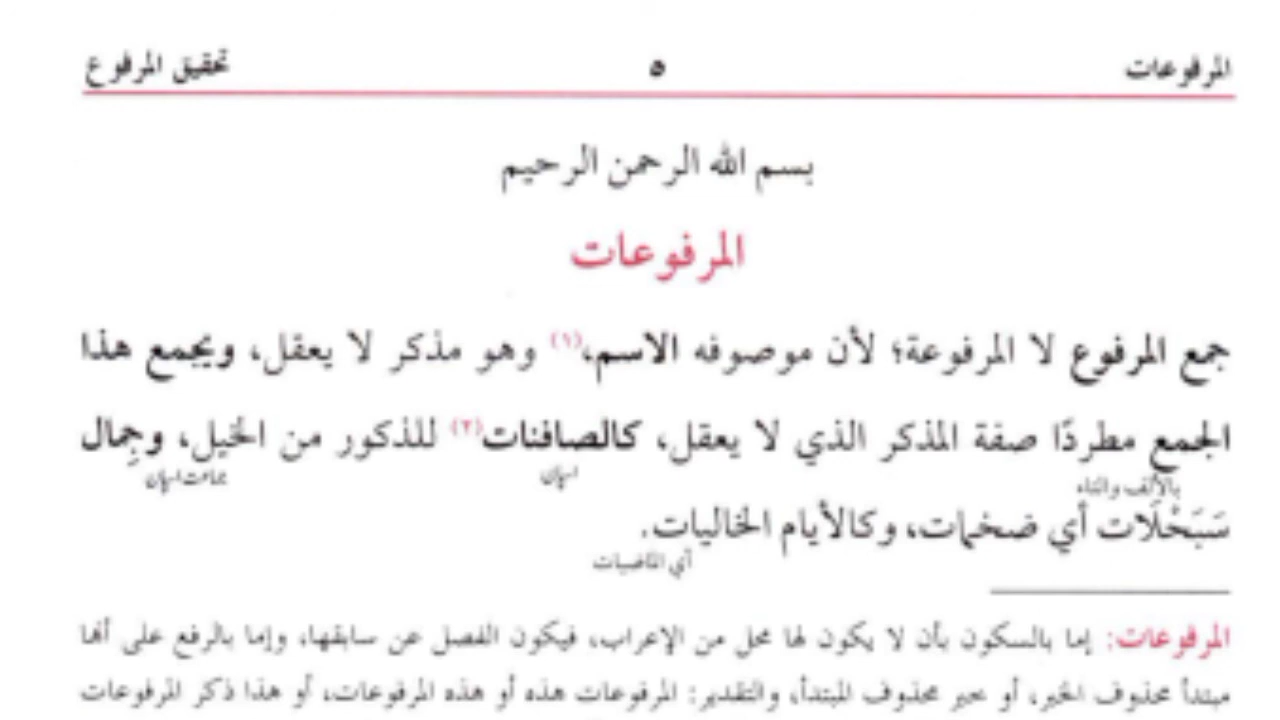 المرفوعات ٥ تحقيق المرفوع
بسم الله الرحمن الرحيم
المرفوعات
جمع المرفوع لا المرفوعة؛ لأن موصوفه الاسم،(١) وهو مذكر لا يعقل، ويجمع هذا
الجمع مطردًا صفة المذكر الذي لا يعقل، كالصافنات(٢) للذكور من الخيل، وجِمال
بالألف والتاء اسپان
سَبَحْلَات أي ضخمات، وكالأيام الخاليات.
أي الماضيات
المرفوعات: إما بالسكون بأن لا يكون لها محل من الإعراب، فيكون الفصل عن سابقها، وإما بالرفع على أنها
مبتدأ محذوف الخبر، أو خبر محذوف المبتدأ، والتقدير: المرفوعات هذه أو هذه المرفوعات، أو هذا ذكر المرفوعات